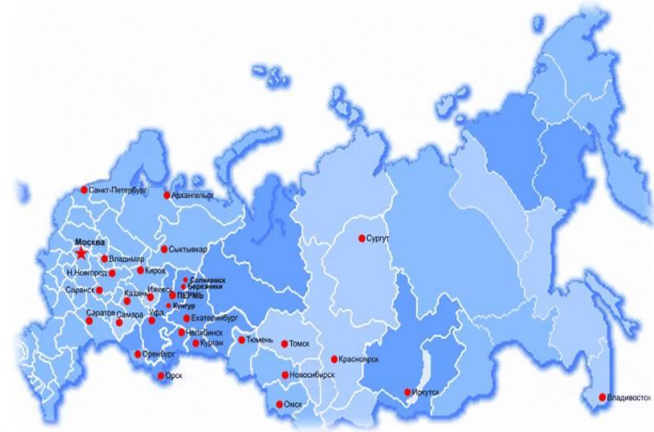 Санкт-Петербург
Архангельск
Москва
Сыктывкар
Сургут
Владимир
Н.Новгород
Киров
Соликамск
Березники
Саранск
Казань
Ижевск
ПЕРМЬ
Кунгур
Саратов
Самара
Уфа
Екатеринбург
Челябинск
Курган
Тюмень
Томск
Оренбург
Красноярск
Орск
Новосибирск
Иркутск
Омск
Владивосток